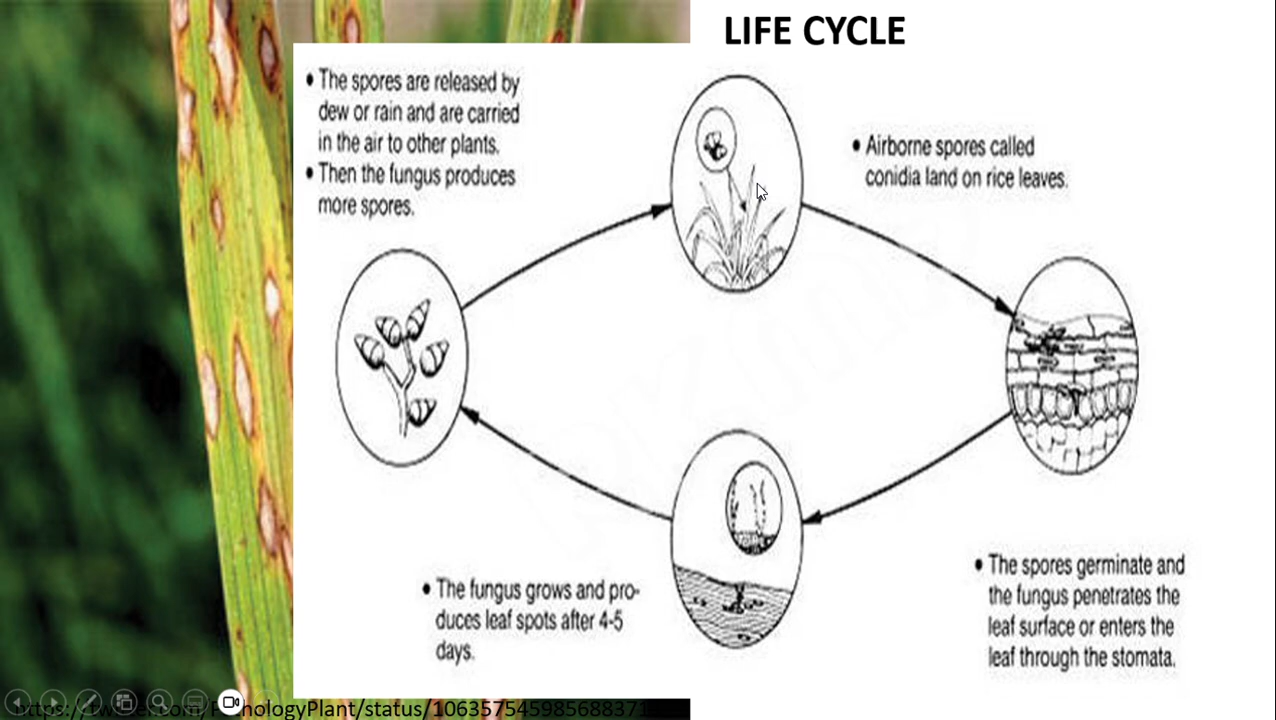 LIFE CYCLE
• The spores are released by
dew or rain and are carried
in the air to other plants.
• Then the fungus produces
more spores.
• Airborne spores called
conidia land on rice leaves.
• The fungus grows and pro-
duces leaf spots after 4-5
days.
• The spores germinate and
the fungus penetrates the
leaf surface or enters the
leaf through the stomata.